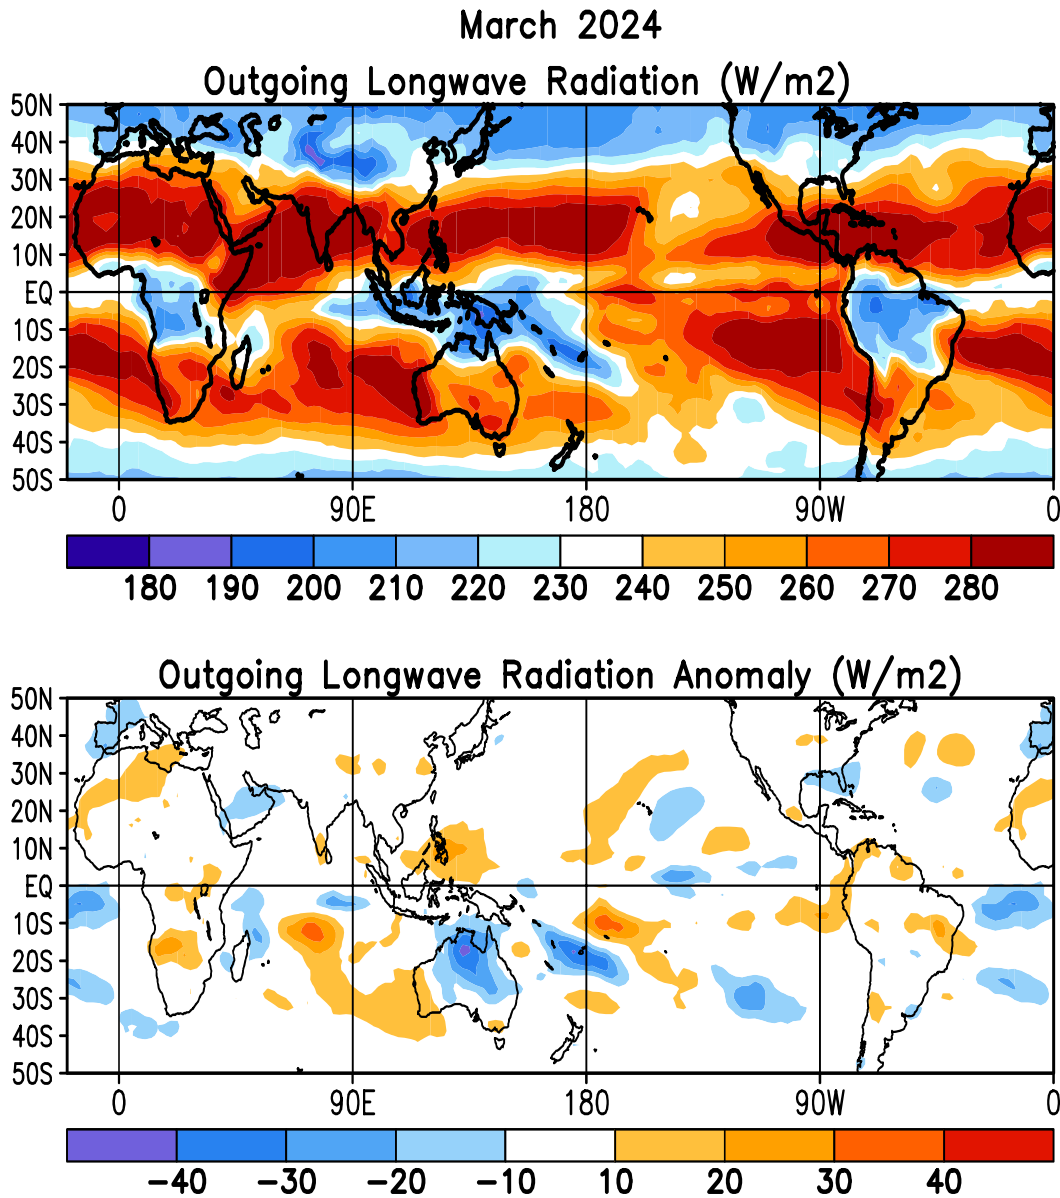 March 2024
Outgoing Longwave Radiation (W/m2)
50N
40N
30N
20N
10N
EQ
10S
20S
30S
40S
50S
0 90E 180 90W 0
180 190 200 210 220 230 240 250 260 270 280
Outgoing Longwave Radiation Anomaly (W/m2)
50N
40N
30N
20N
10N
EQ
10S
20S
30S
40S
50S
0 90E 180 90W 0
−40 −30 −20 −10 10 20 30 40